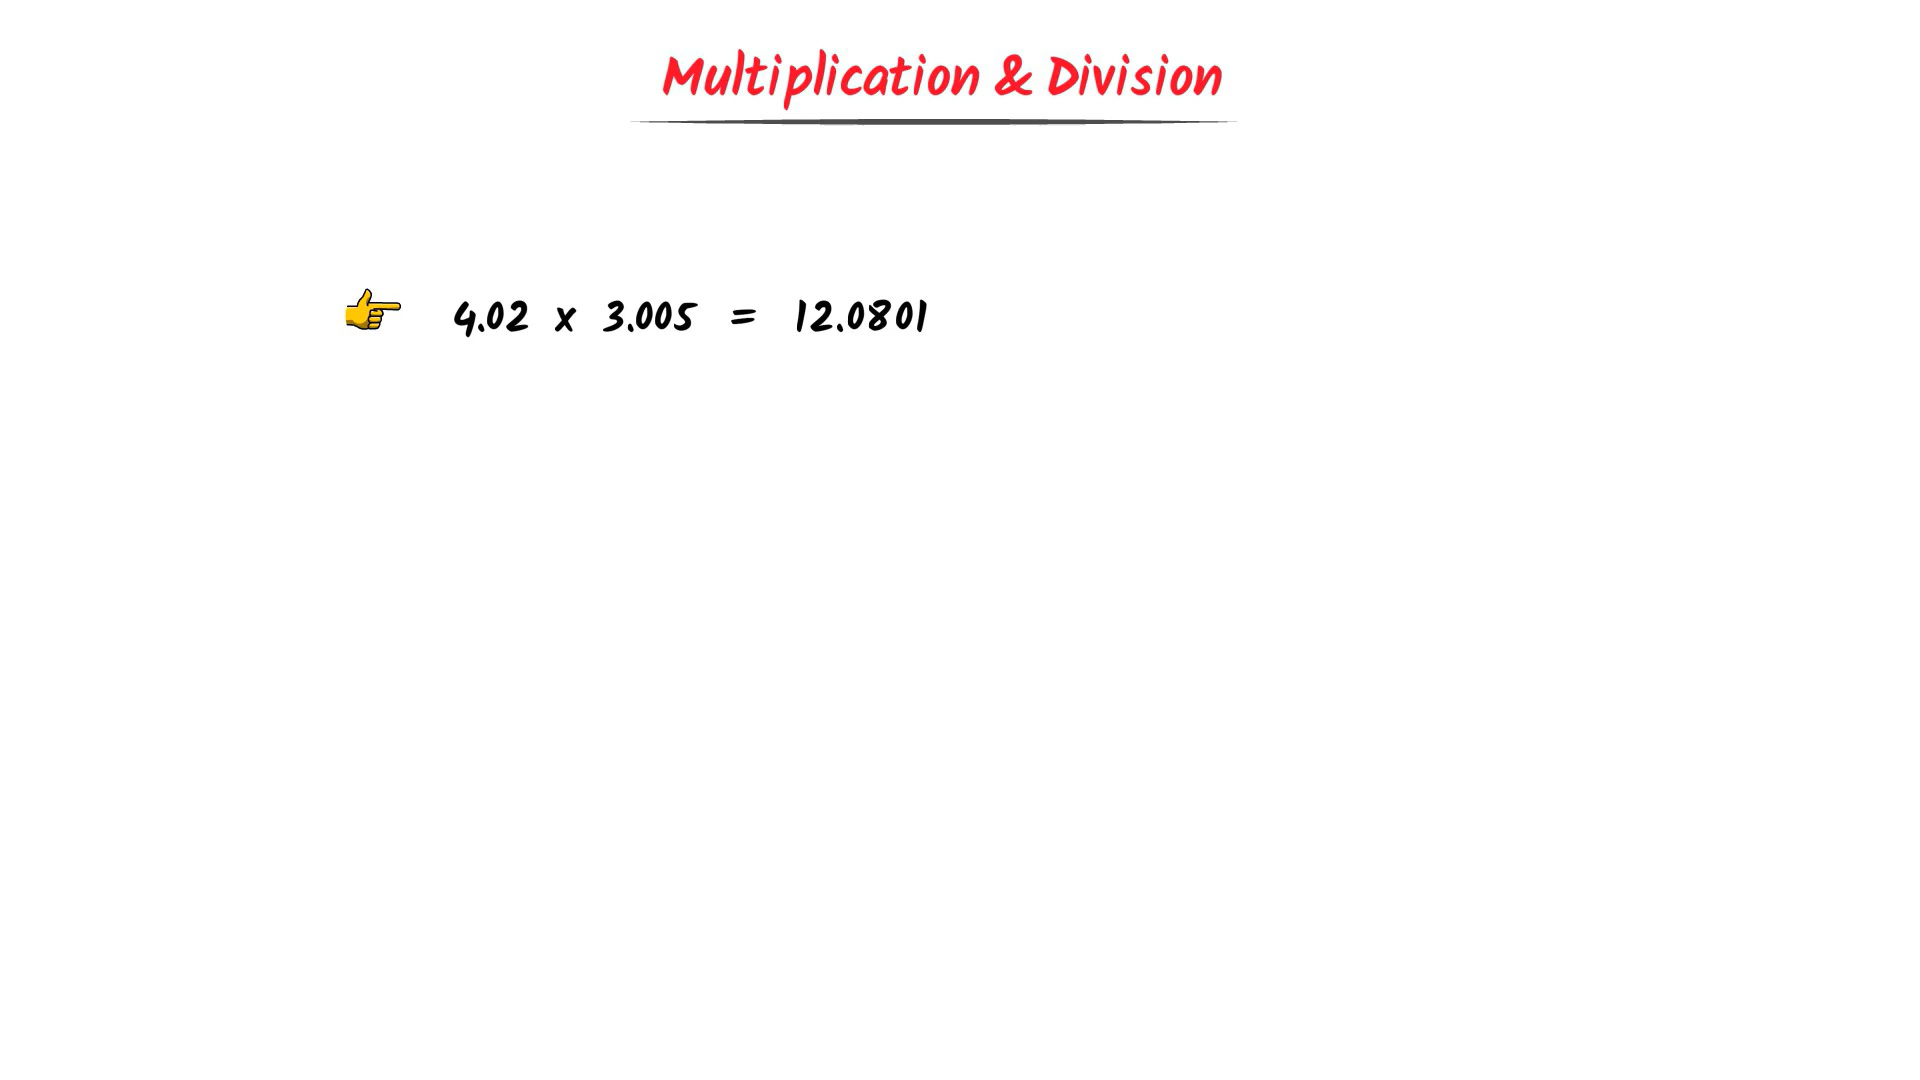 Multiplication & Division
4.02 x 3.005 = 12.0801